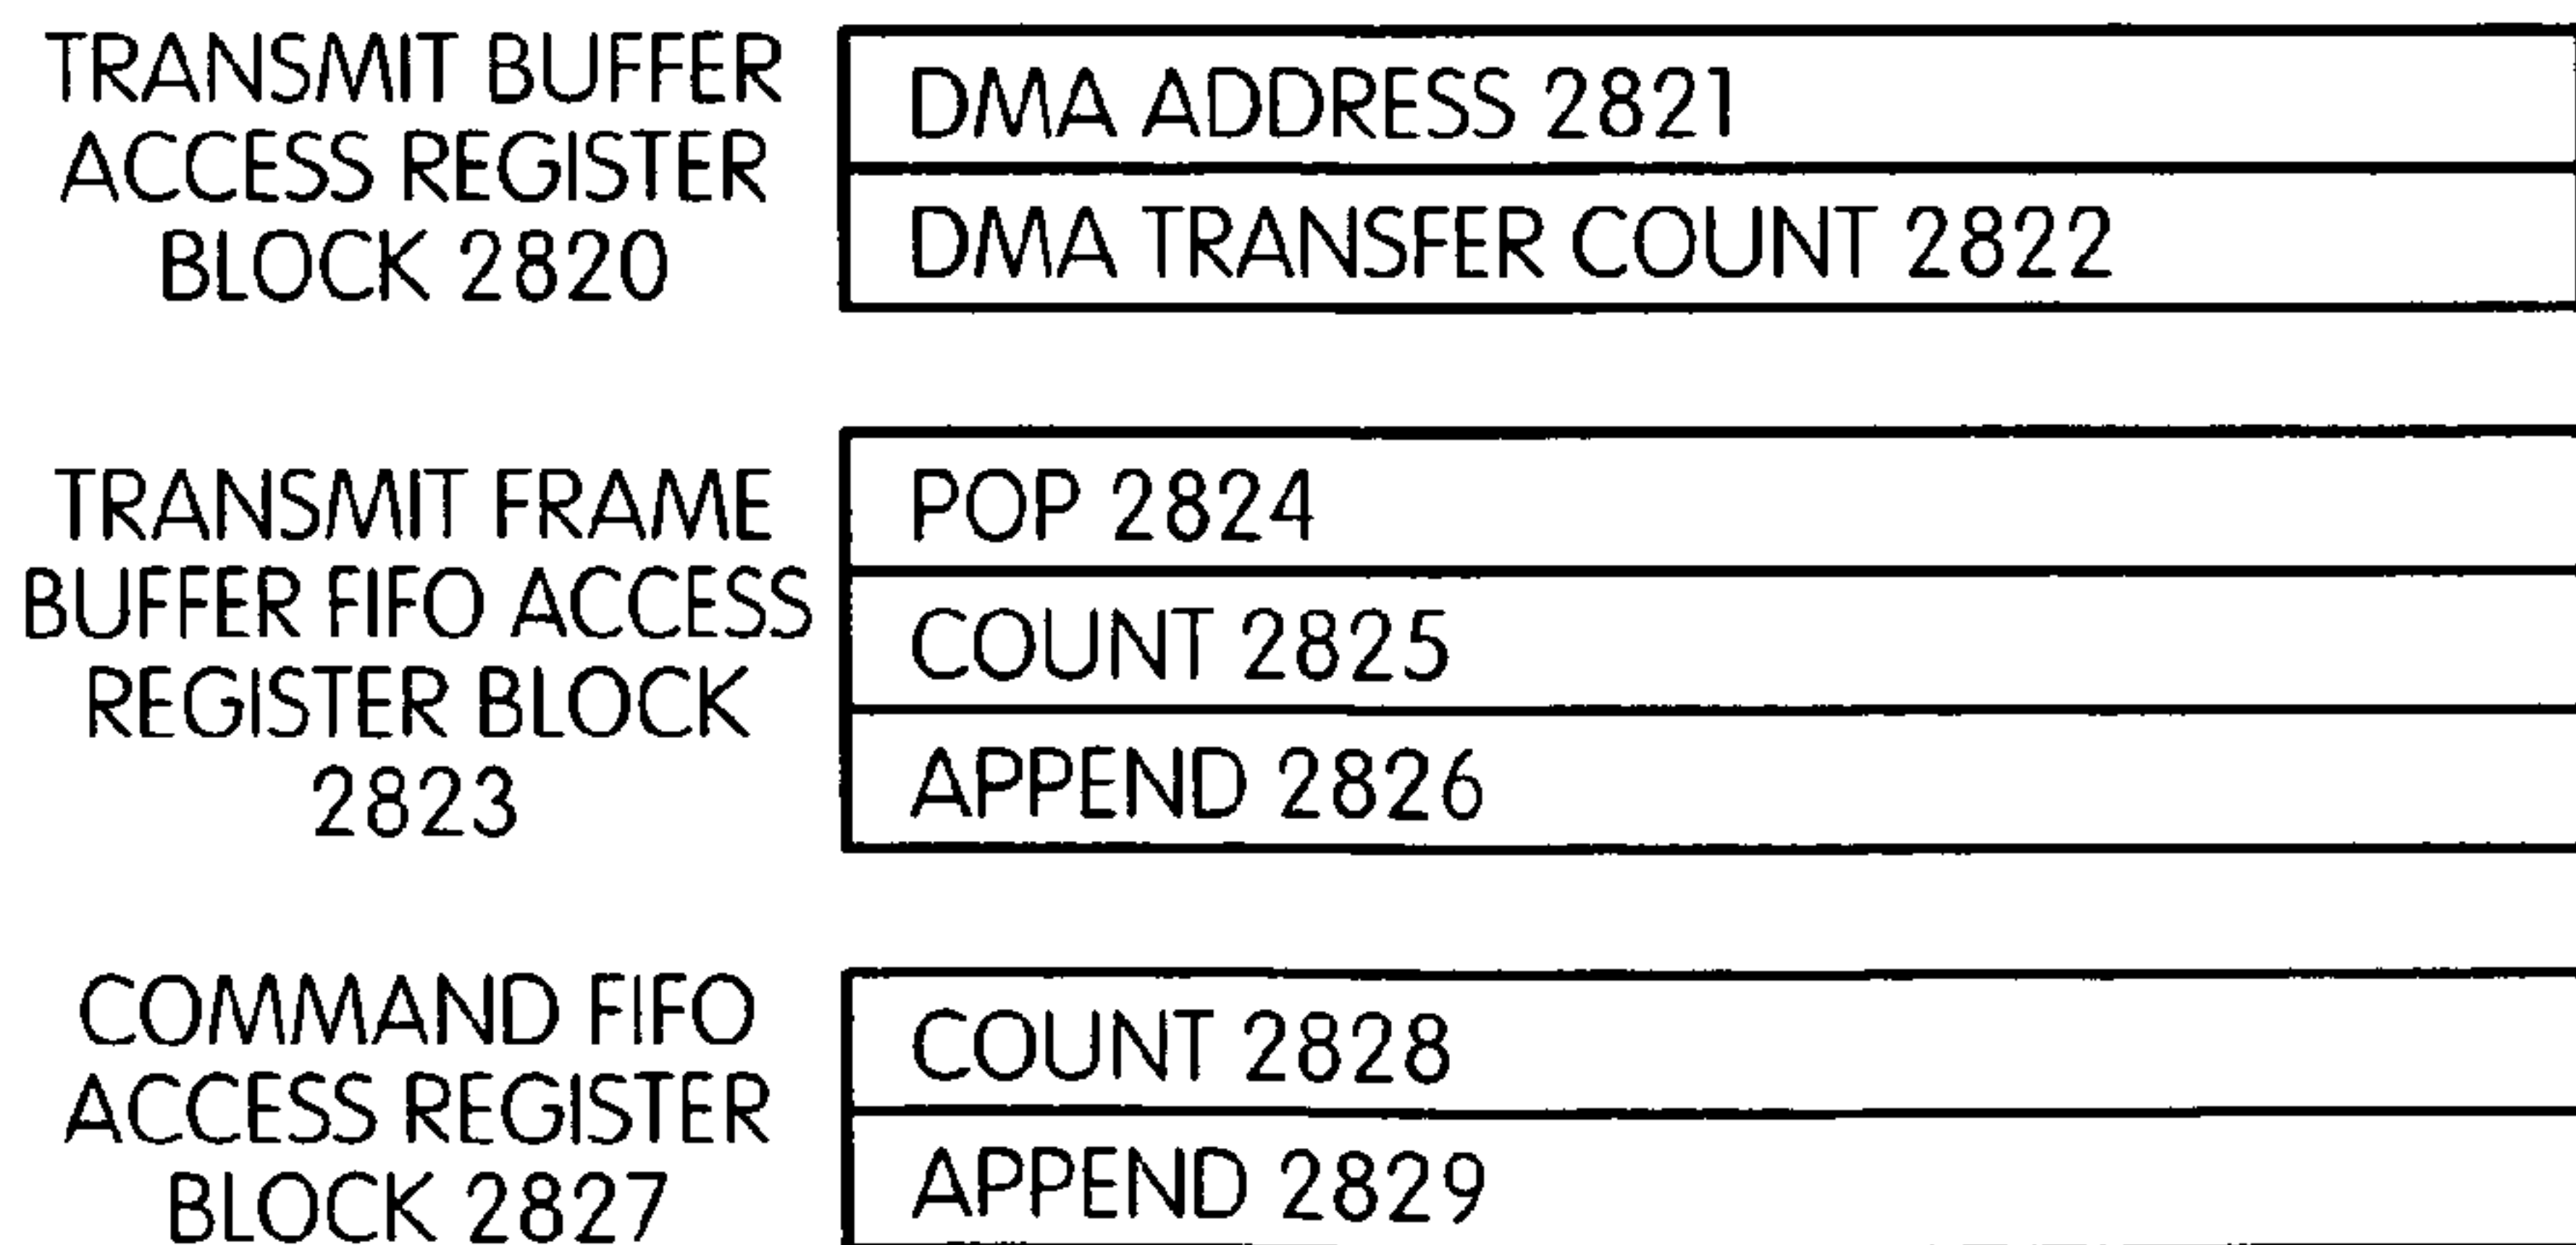 TRANSMIT BUFFER
ACCESS REGISTER
BLOCK 2820
DMA ADDRESS 2821
DMA TRANSFER COUNT 2822
TRANSMIT FRAME
BUFFER FIFO ACCESS
REGISTER BLOCK
2823
POP 2824
COUNT 2825
APPEND 2826
COMMAND FIFO
ACCESS REGISTER
BLOCK 2827
COUNT 2828
APPEND 2829